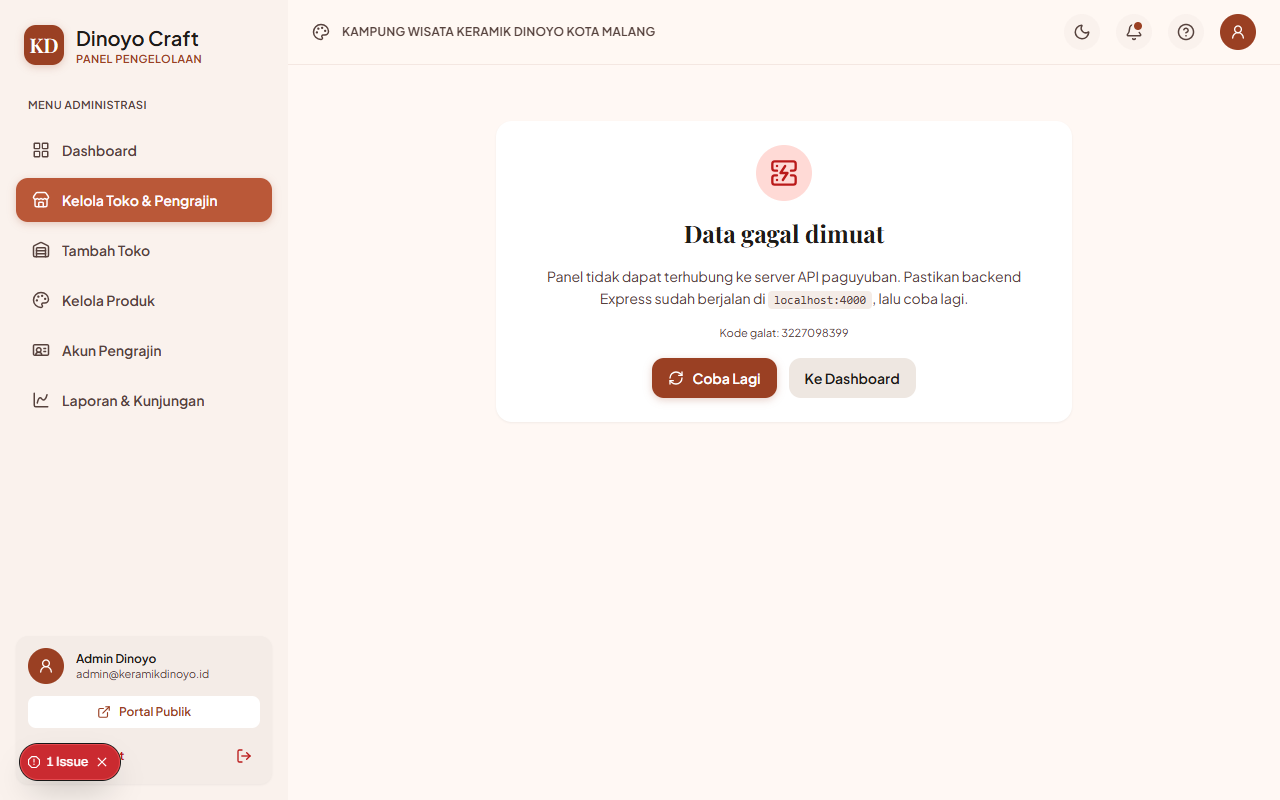 KD
Dinoyo Craft
PANEL PENGELOLAAN
MENU ADMINISTRASI
Dashboard
Kelola Toko & Pengrajin
Tambah Toko
Kelola Produk
Akun Pengrajin
Laporan & Kunjungan
Admin Dinoyo
admin@keramikdinoyo.id
Portal Publik
1 Issue
KAMPUNG WISATA KERAMIK DINOYO KOTA MALANG
Data gagal dimuat
Panel tidak dapat terhubung ke server API paguyuban. Pastikan backend
Express sudah berjalan di localhost:4000, lalu coba lagi.
Kode galat: 3227098399
Coba Lagi
Ke Dashboard